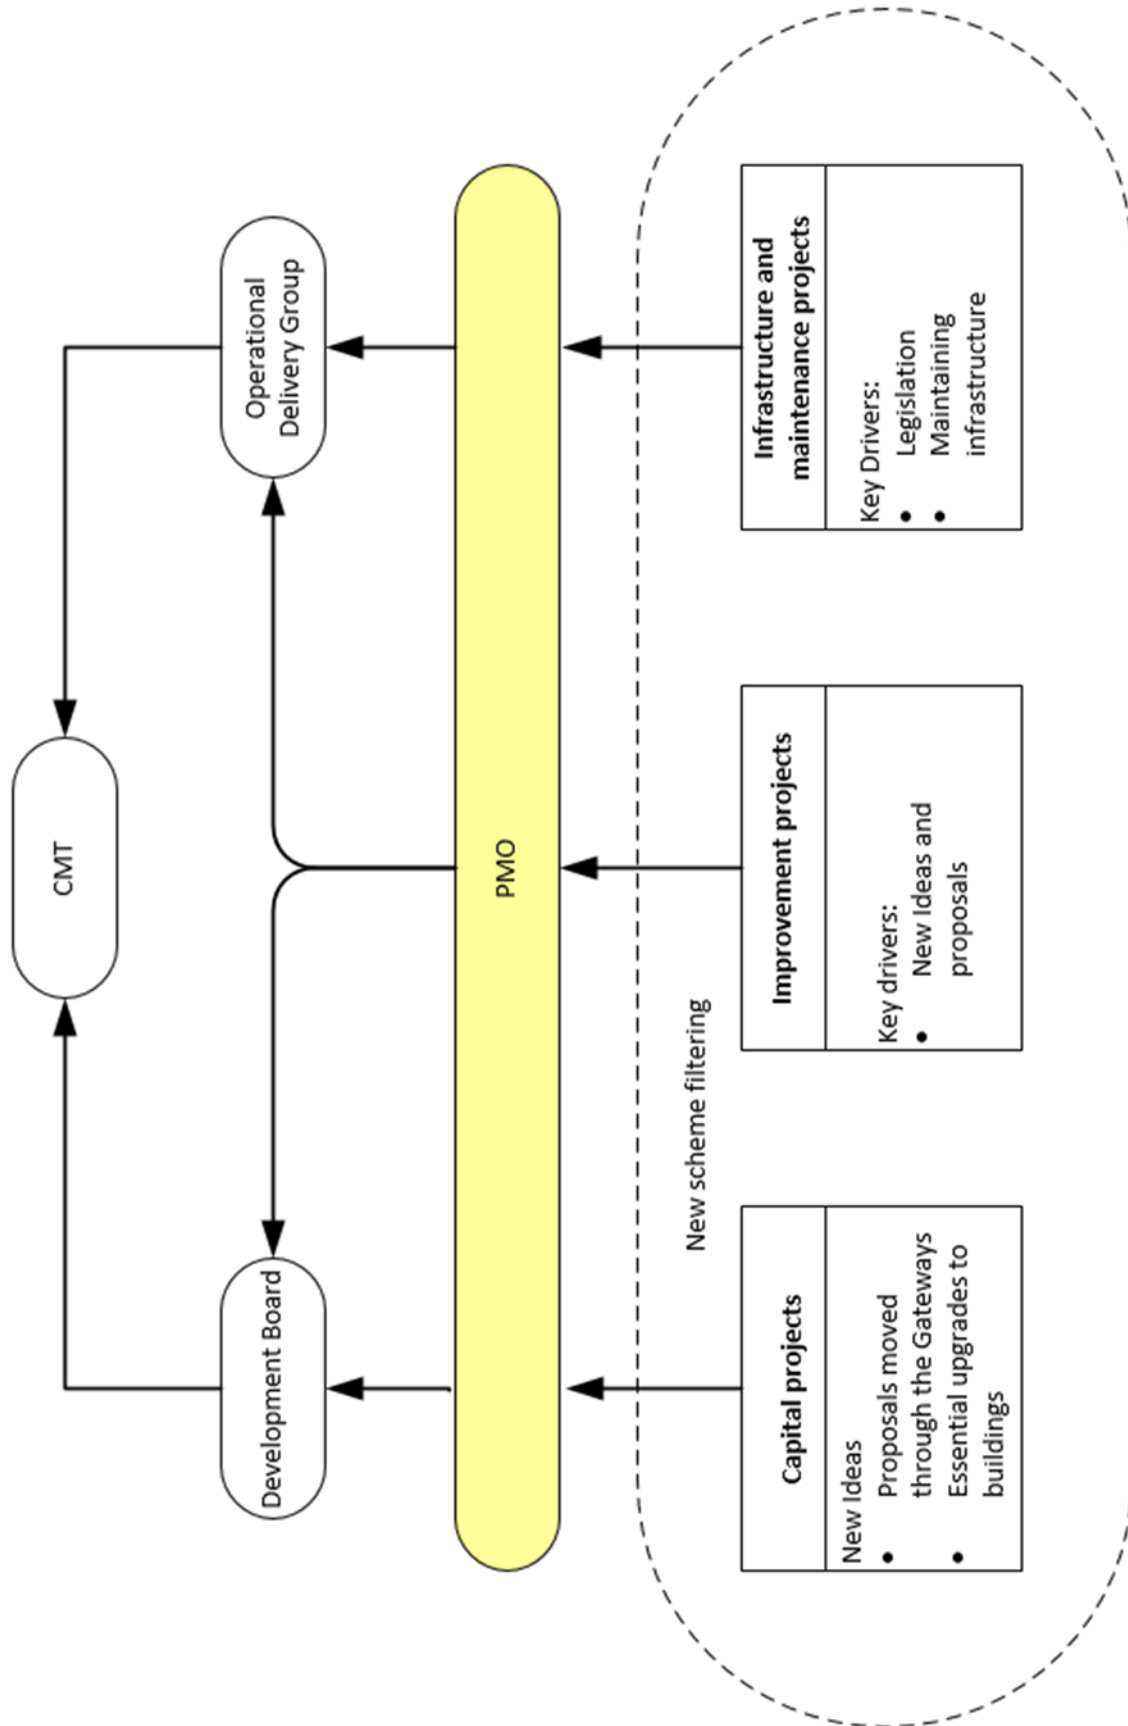 CMT
Development Board
Operational
Delivery Group
PMO
New scheme filtering
Capital projects
New Ideas
• Proposals moved
through the Gateways
• Essential upgrades to
buildings
Improvement projects
Key drivers:
• New Ideas and
proposals
Infrastructure and
maintenance projects
Key Drivers:
• Legislation
• Maintaining
infrastructure